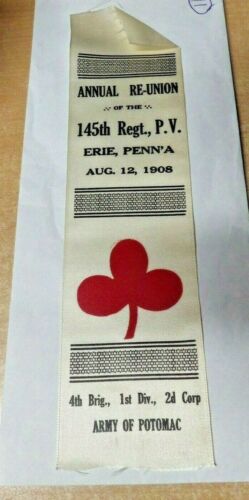 ANNUAL RE-UNION
OF THE
145th Regt., P.V.
ERIE, PENN'A
AUG. 12, 1908
4th Brig., 1st Div., 2d Corp
ARMY OF POTOMAC